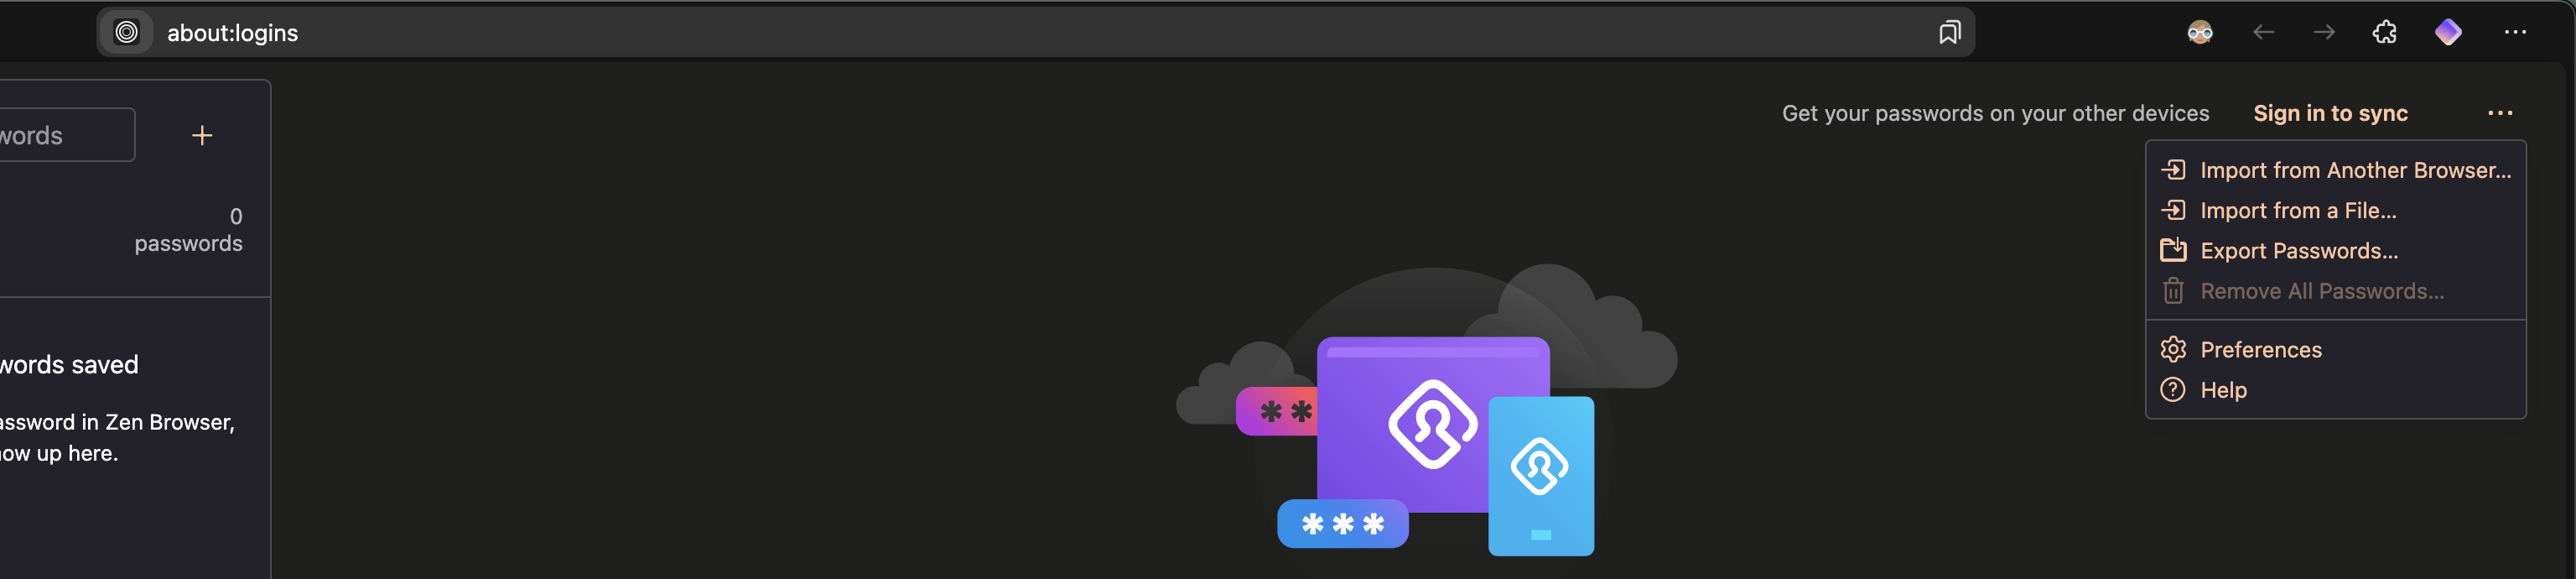 about:logins
Get your passwords on your other devices Sign in to sync
words
Import from Another Browser...
Import from a File...
Export Passwords...
Remove All Passwords...
Preferences
Help
0
passwords
words saved
assword in Zen Browser,
ow up here.
* *
* * *